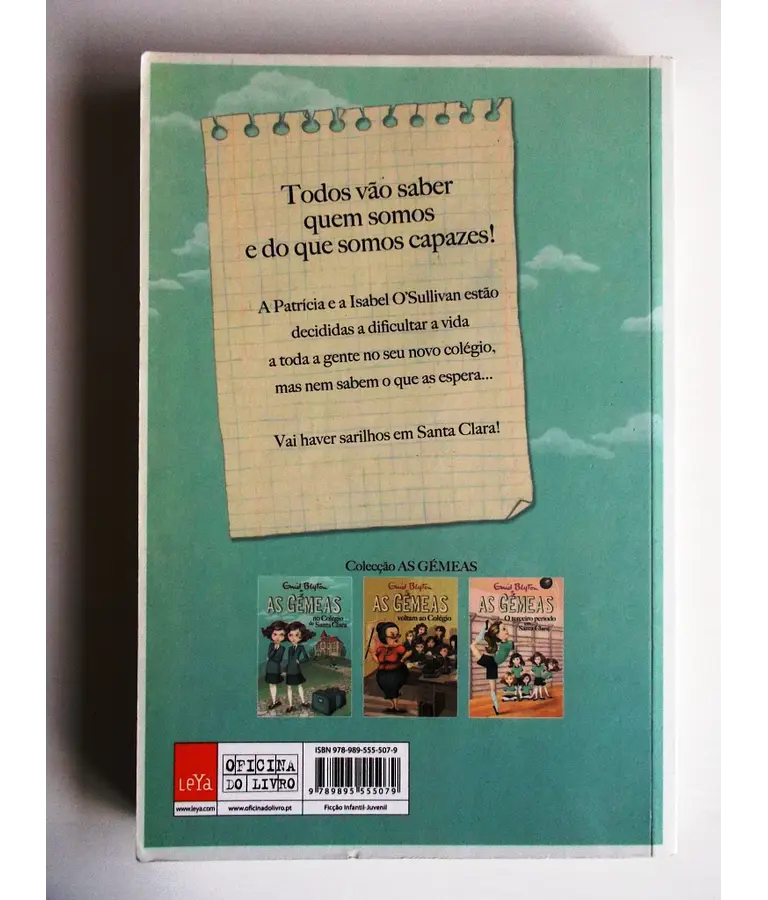 Todos vão saber
quem somos
e do que somos capazes!
A Patrícia e a Isabel O'Sullivan estão
decididas a dificultar a vida
a toda a gente no seu novo colégio,
mas nem sabem o que as espera...
Vai haver sarilhos em Santa Clara!
Colecção AS GÉMEAS
Enid Blyton
AS GÉMEAS
no Colégio
de Santa Clara
Enid Blyton
AS GÉMEAS
voltam ao Colégio
Enid Blyton
AS GÉMEAS
O terceiro período
em
Santa Clara
LeYa
www.leya.com
OFICINA
DO LIVRO
www.oficinadolivro.pt
ISBN 978-989-555-507-9
9 789895 555079
Ficção Infantil-Juvenil